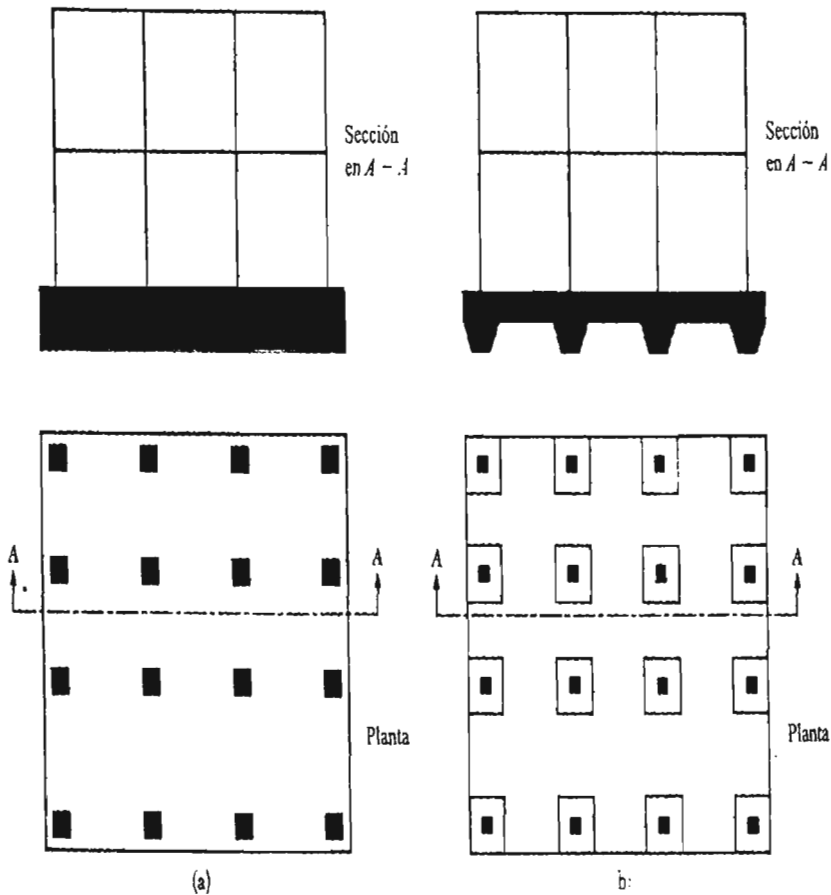 Sección
en A - A
Sección
en A ~ A
A
A
A
A
Planta
Planta
(a)
b: